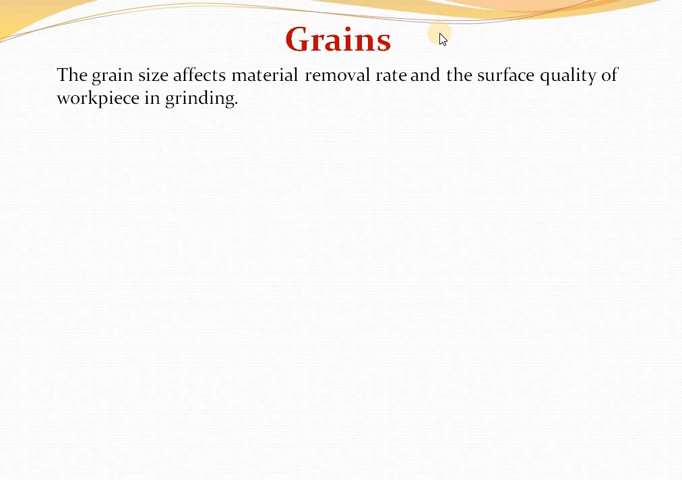 Grains
The grain size affects material removal rate and the surface quality of
workpiece in grinding.